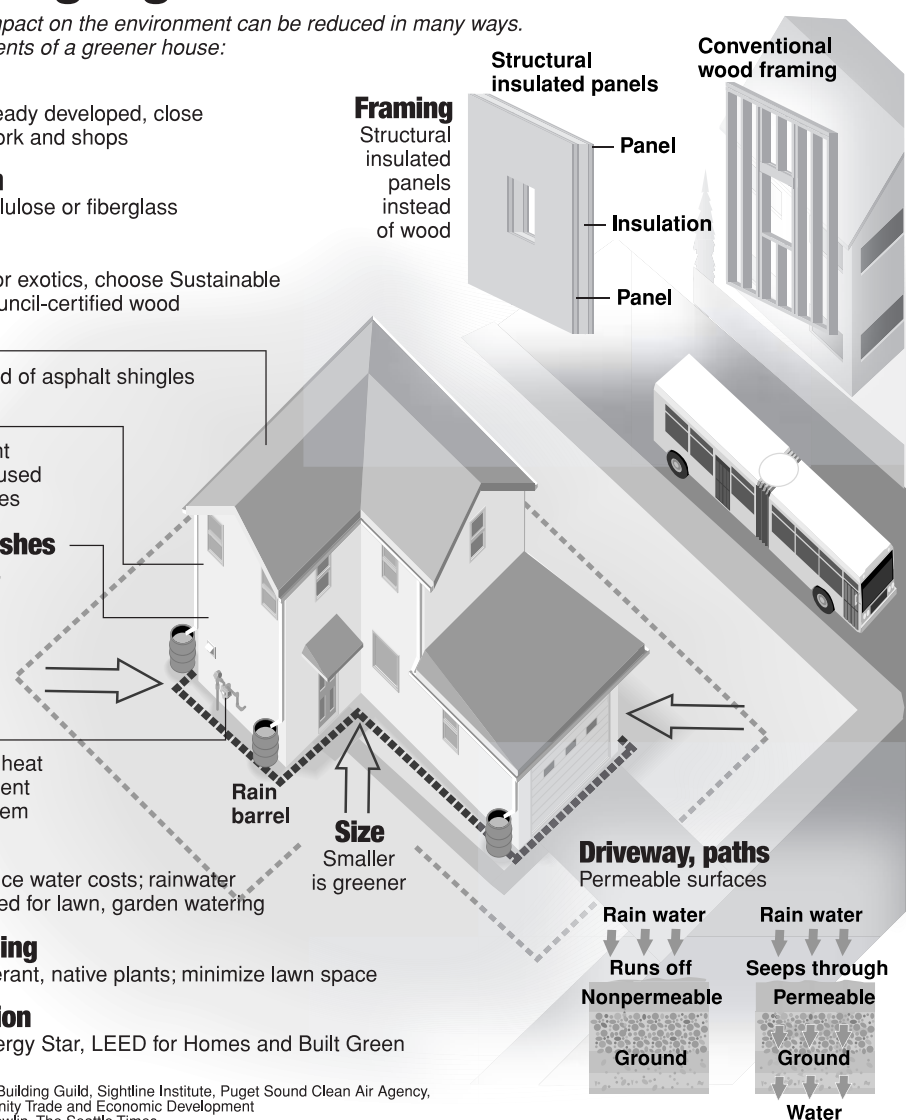 mpact on the environment can be reduced in many ways.
ents of a greener house:
eady developed, close
ork and shops
n
lulose or fiberglass
or exotics, choose Sustainable
uncil-certified wood
d of asphalt shingles
nt
used
es
shes
heat
ent
em
ce water costs; rainwater
ed for lawn, garden watering
ing
erant, native plants; minimize lawn space
ion
ergy Star, LEED for Homes and Built Green
Building Guild, Sightline Institute, Puget Sound Clean Air Agency,
nity Trade and Economic Development
The Seattle Times
Framing
Structural
insulated
panels
instead
of wood
Structural
insulated panels
Panel
Insulation
Panel
Conventional
wood framing
Rain
barrel
Size
Smaller
is greener
Driveway, paths
Permeable surfaces
Rain water
Runs off
Nonpermeable
Ground
Rain water
Seeps through
Permeable
Ground
Water